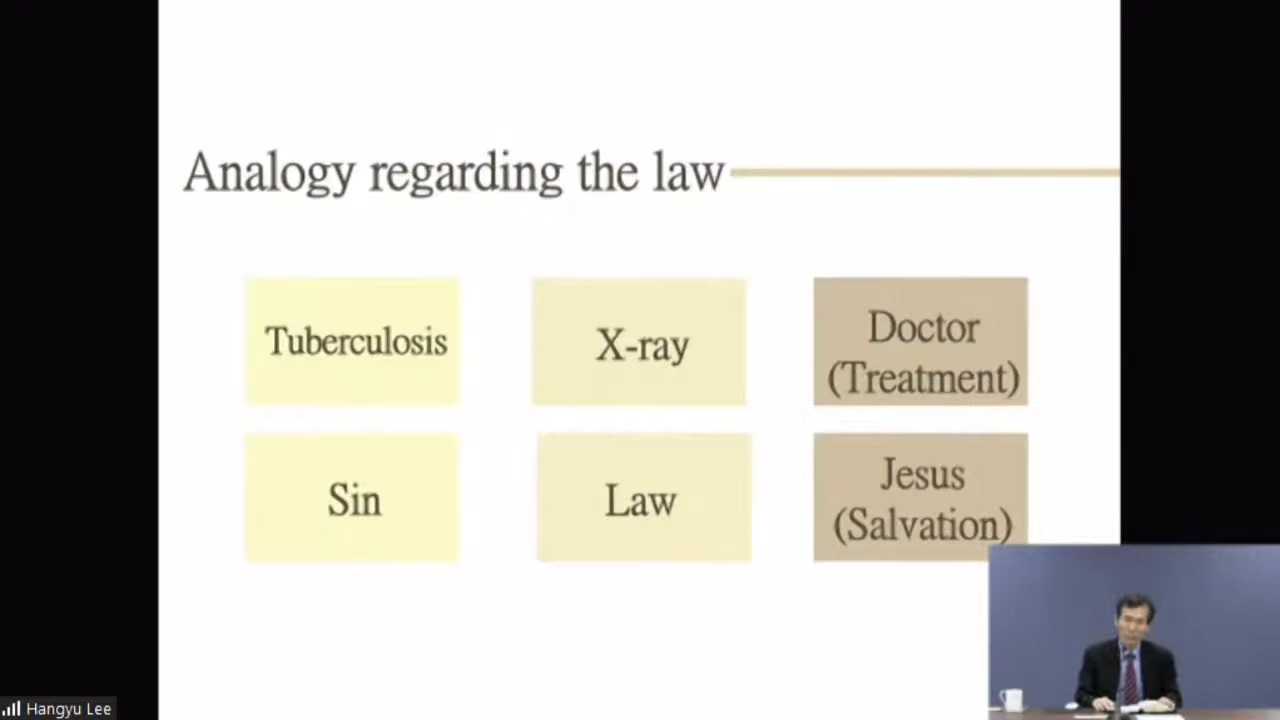 Analogy regarding the law
Tuberculosis
X-ray
Doctor
(Treatment)
Sin
Law
Jesus
(Salvation)
Hangyu Lee